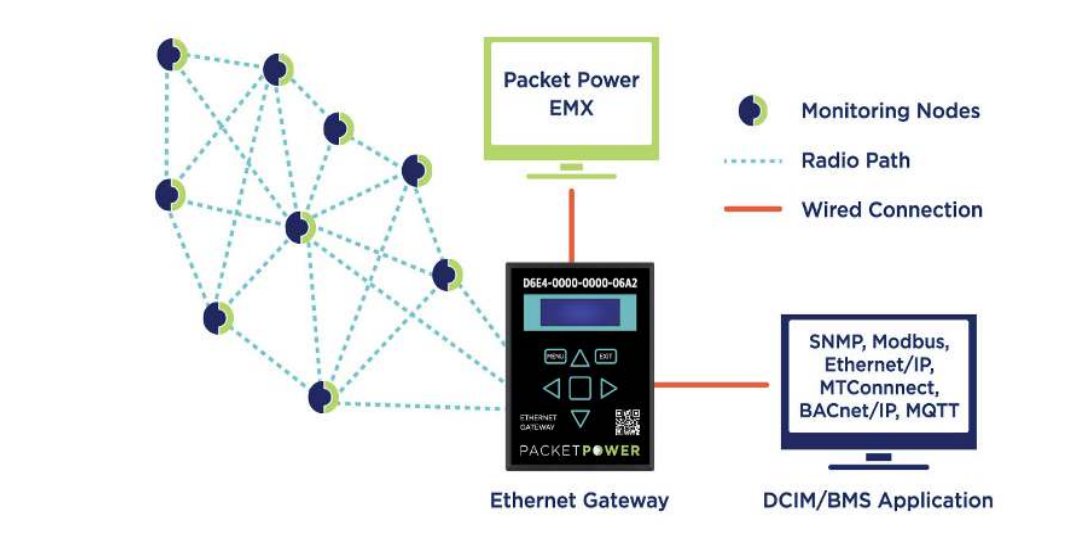 Packet Power
EMX
Monitoring Nodes
Radio Path
Wired Connection
D6E4-0000-0000-06A2
MENU
EXIT
ETHERNET
GATEWAY
PACKETPOWER
Ethernet Gateway
SNMP, Modbus,
Ethernet/IP,
MTConnnect,
BACnet/IP, MQTT
DCIM/BMS Application